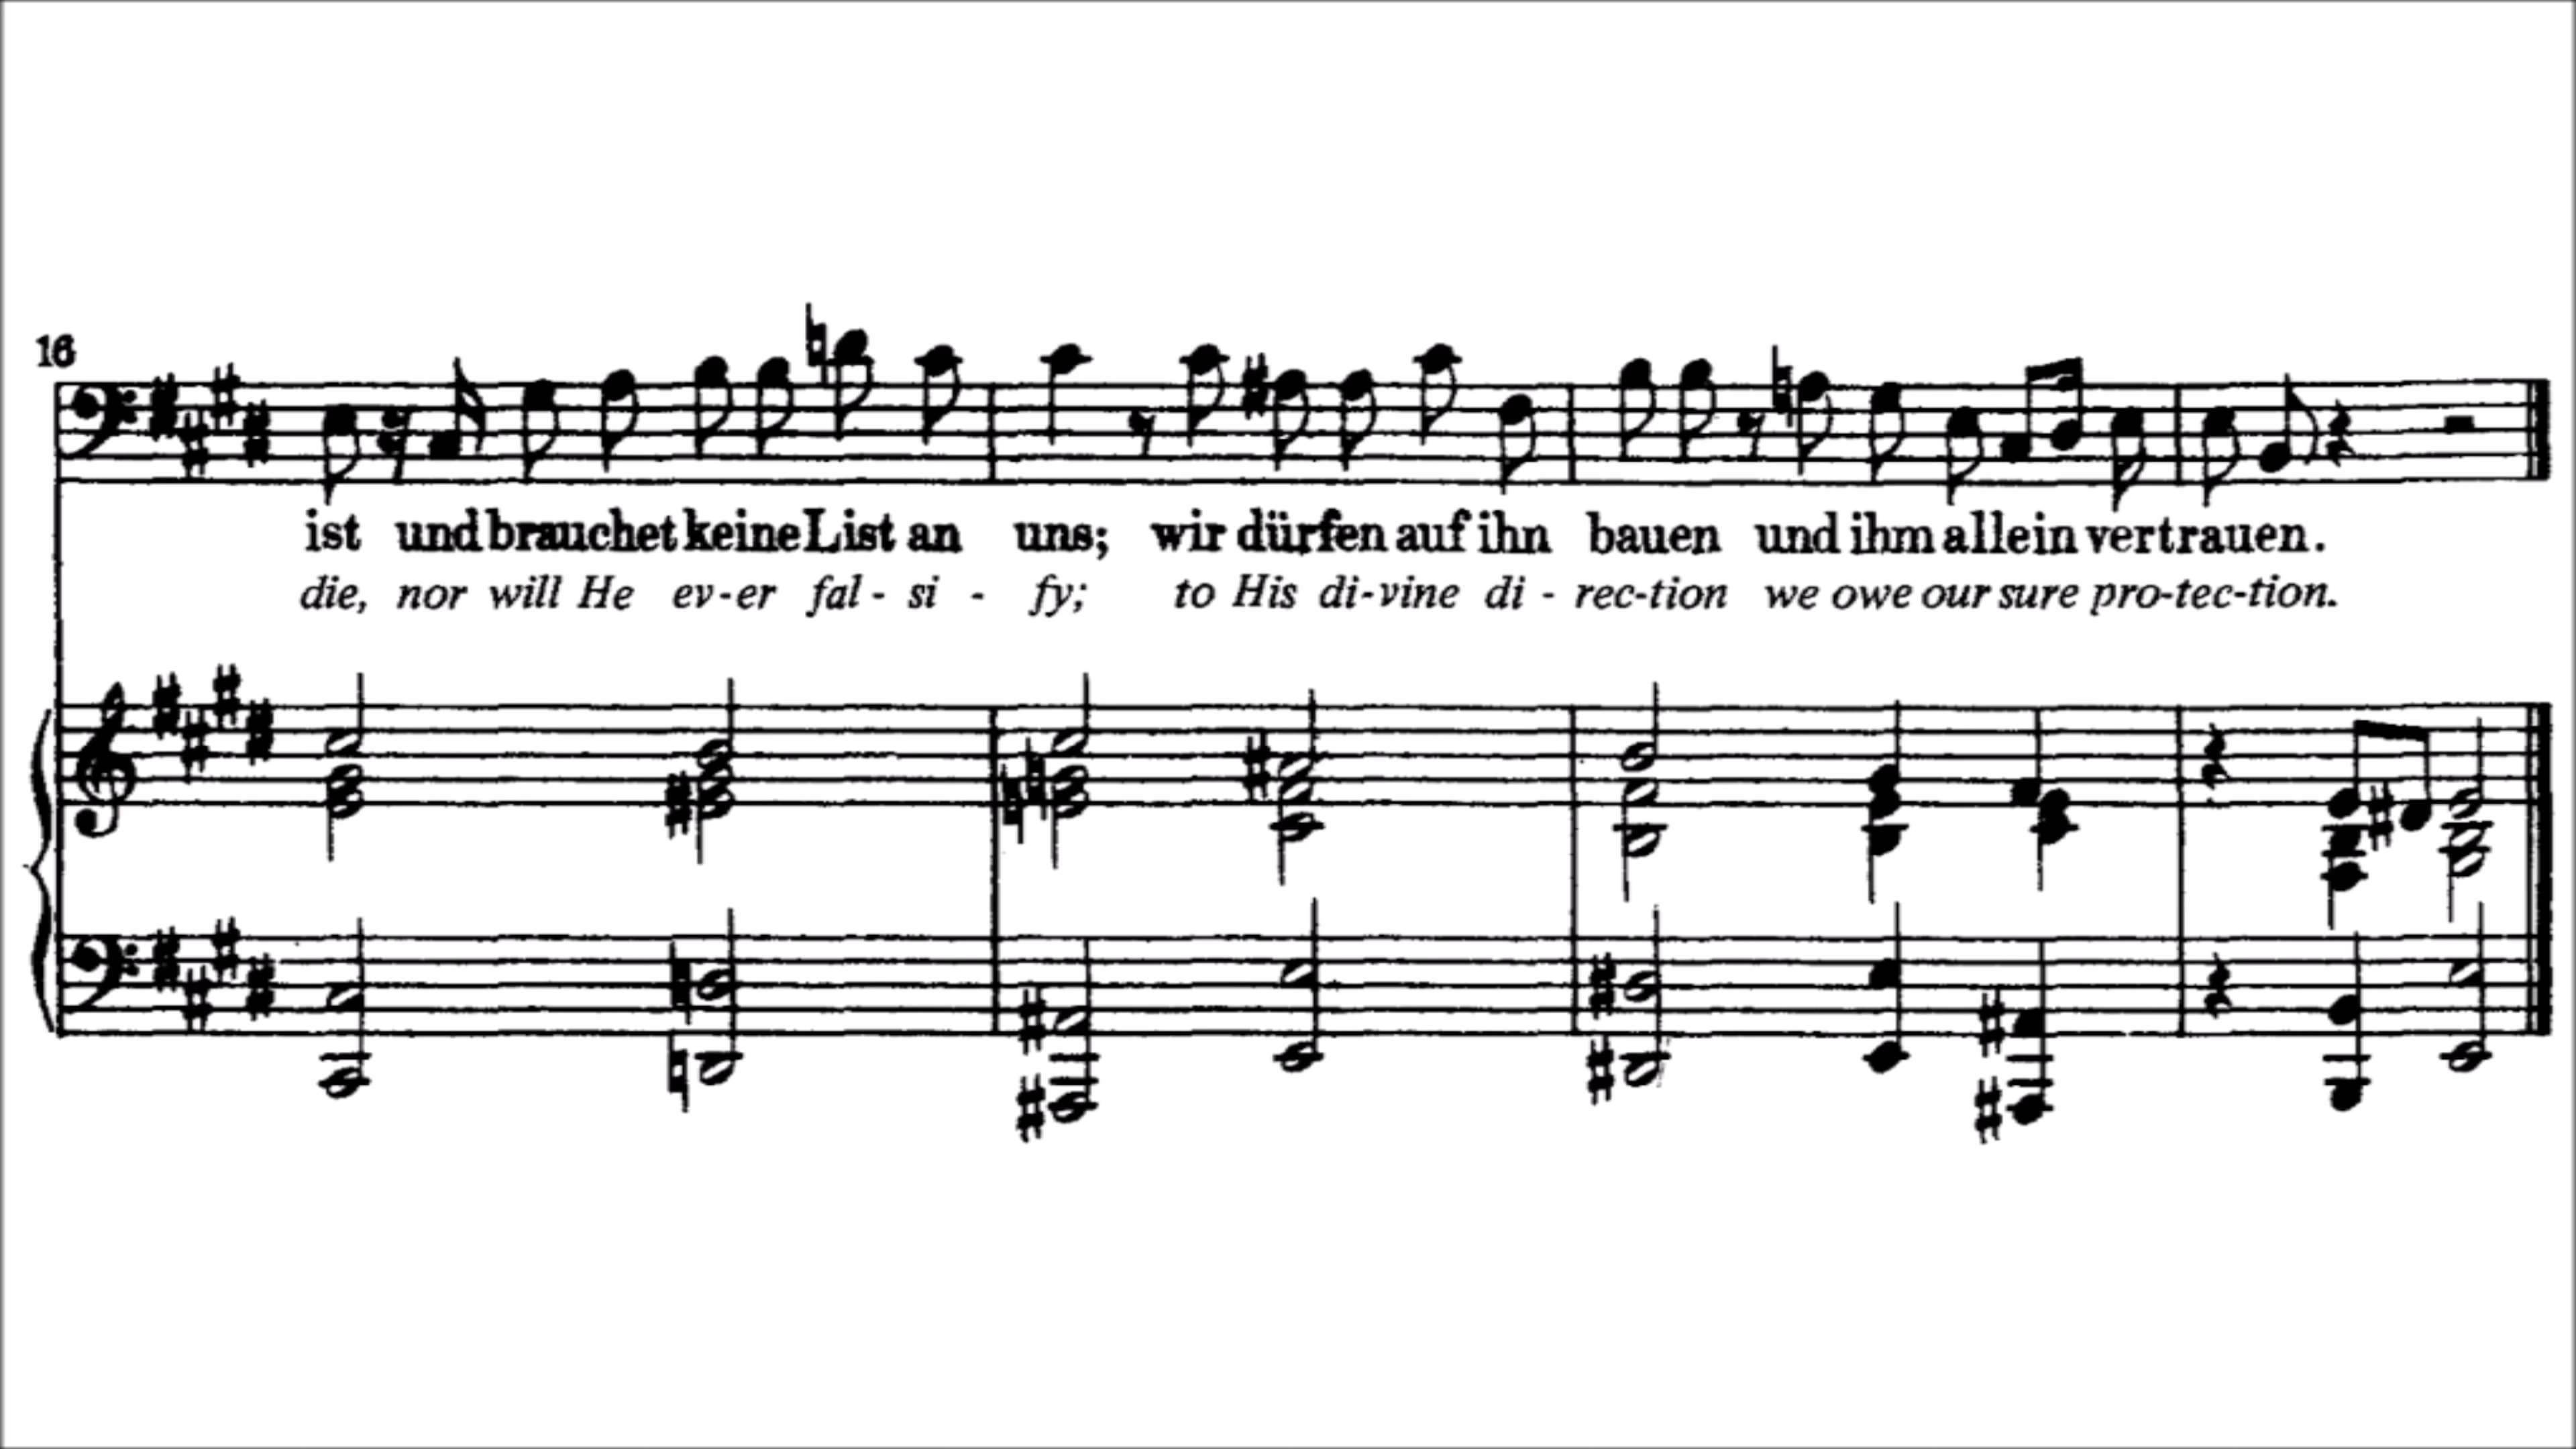 16
ist und brauchet keine List an uns; wir dürfen auf ihn bauen und ihm allein vertrauen.
die, nor will He ev-er fal - si - fy; to His di-vine di - rec-tion we owe our sure pro-tec-tion.